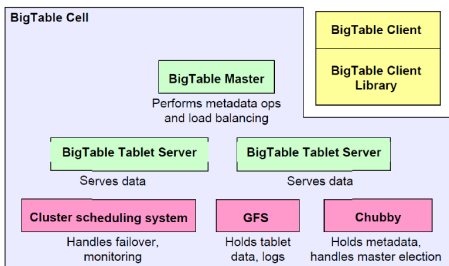 BigTable Cell
BigTable Client
BigTable Client
Library
BigTable Master
Performs metadata ops
and load balancing
BigTable Tablet Server
BigTable Tablet Server
Serves data
Serves data
Cluster scheduling system
GFS
Chubby
Handles failover,
monitoring
Holds tablet
data, logs
Holds metadata,
handles master election